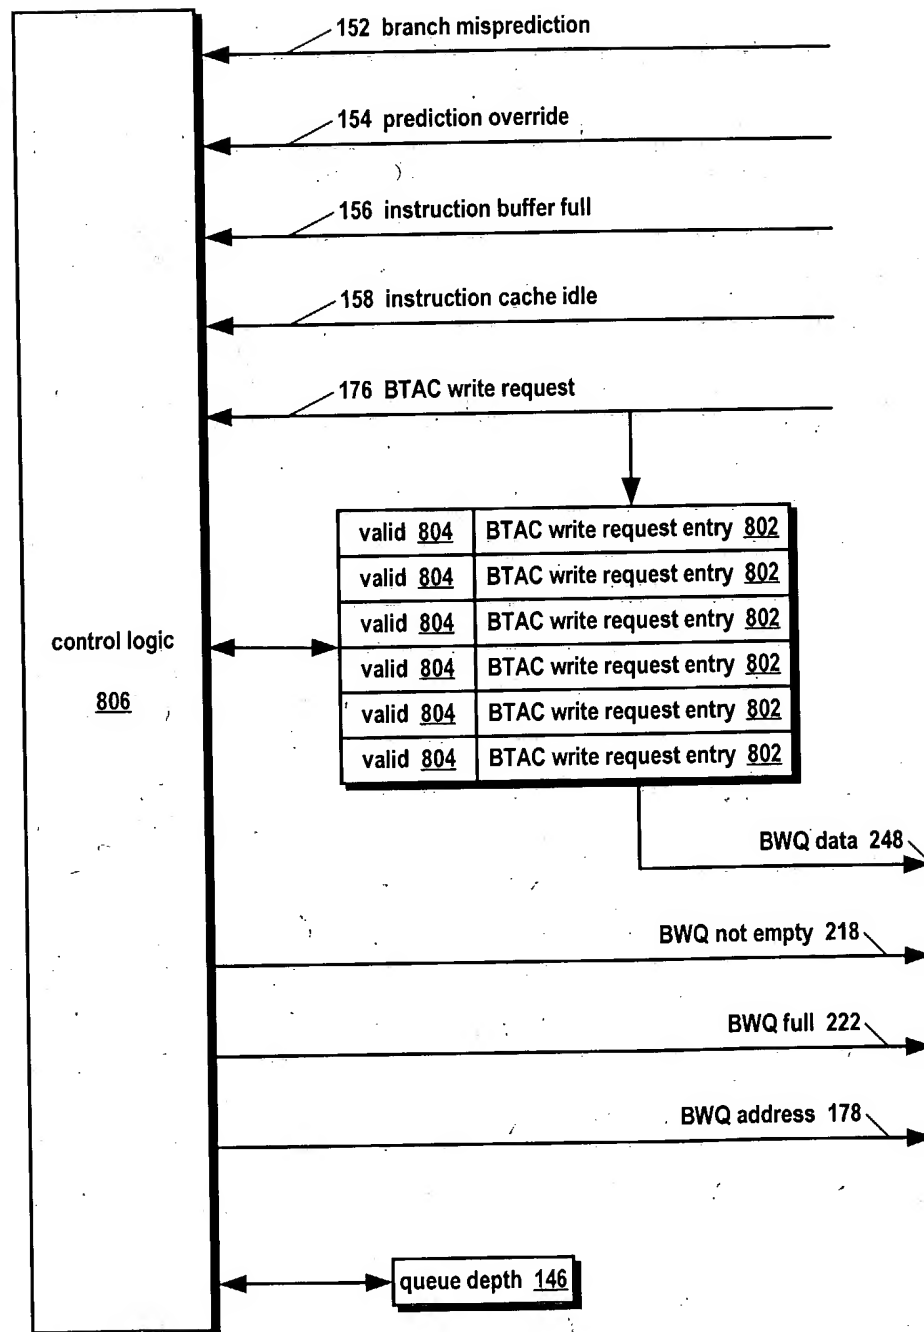 152 branch misprediction
154 prediction override
156 instruction buffer full
158 instruction cache idle
176 BTAC write request
valid 804 BTAC write request entry 802
valid 804 BTAC write request entry 802
valid 804 BTAC write request entry 802
valid 804 BTAC write request entry 802
valid 804 BTAC write request entry 802
valid 804 BTAC write request entry 802
control logic
806
BWQ data 248
BWQ not empty 218
BWQ full 222
BWQ address 178
queue depth 146